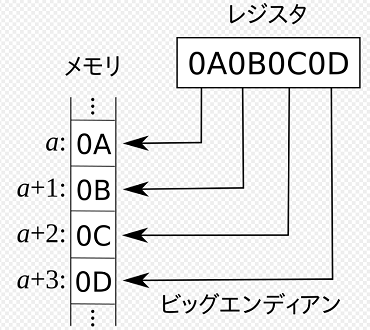 レジスタ
0A0B0C0D
メモリ
⋮
a: 0A
a+1: 0B
a+2: 0C
a+3: 0D
⋮
ビッグエンディアン